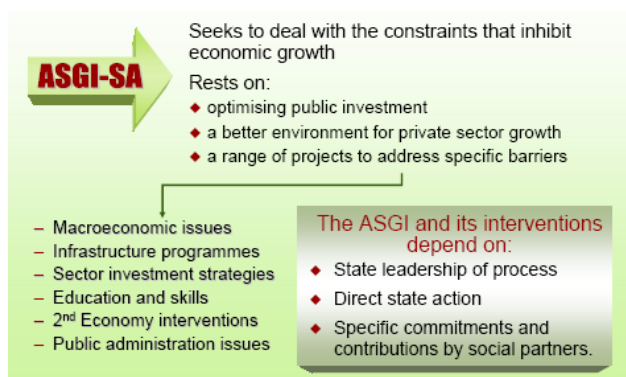 Seeks to deal with the constraints that inhibit
economic growth
ASGI-SA
Rests on:
◆ optimising public investment
◆ a better environment for private sector growth
◆ a range of projects to address specific barriers
– Macroeconomic issues
– Infrastructure programmes
– Sector investment strategies
– Education and skills
– 2nd Economy interventions
– Public administration issues
The ASGI and its interventions
depend on:
◆ State leadership of process
◆ Direct state action
◆ Specific commitments and
contributions by social partners.